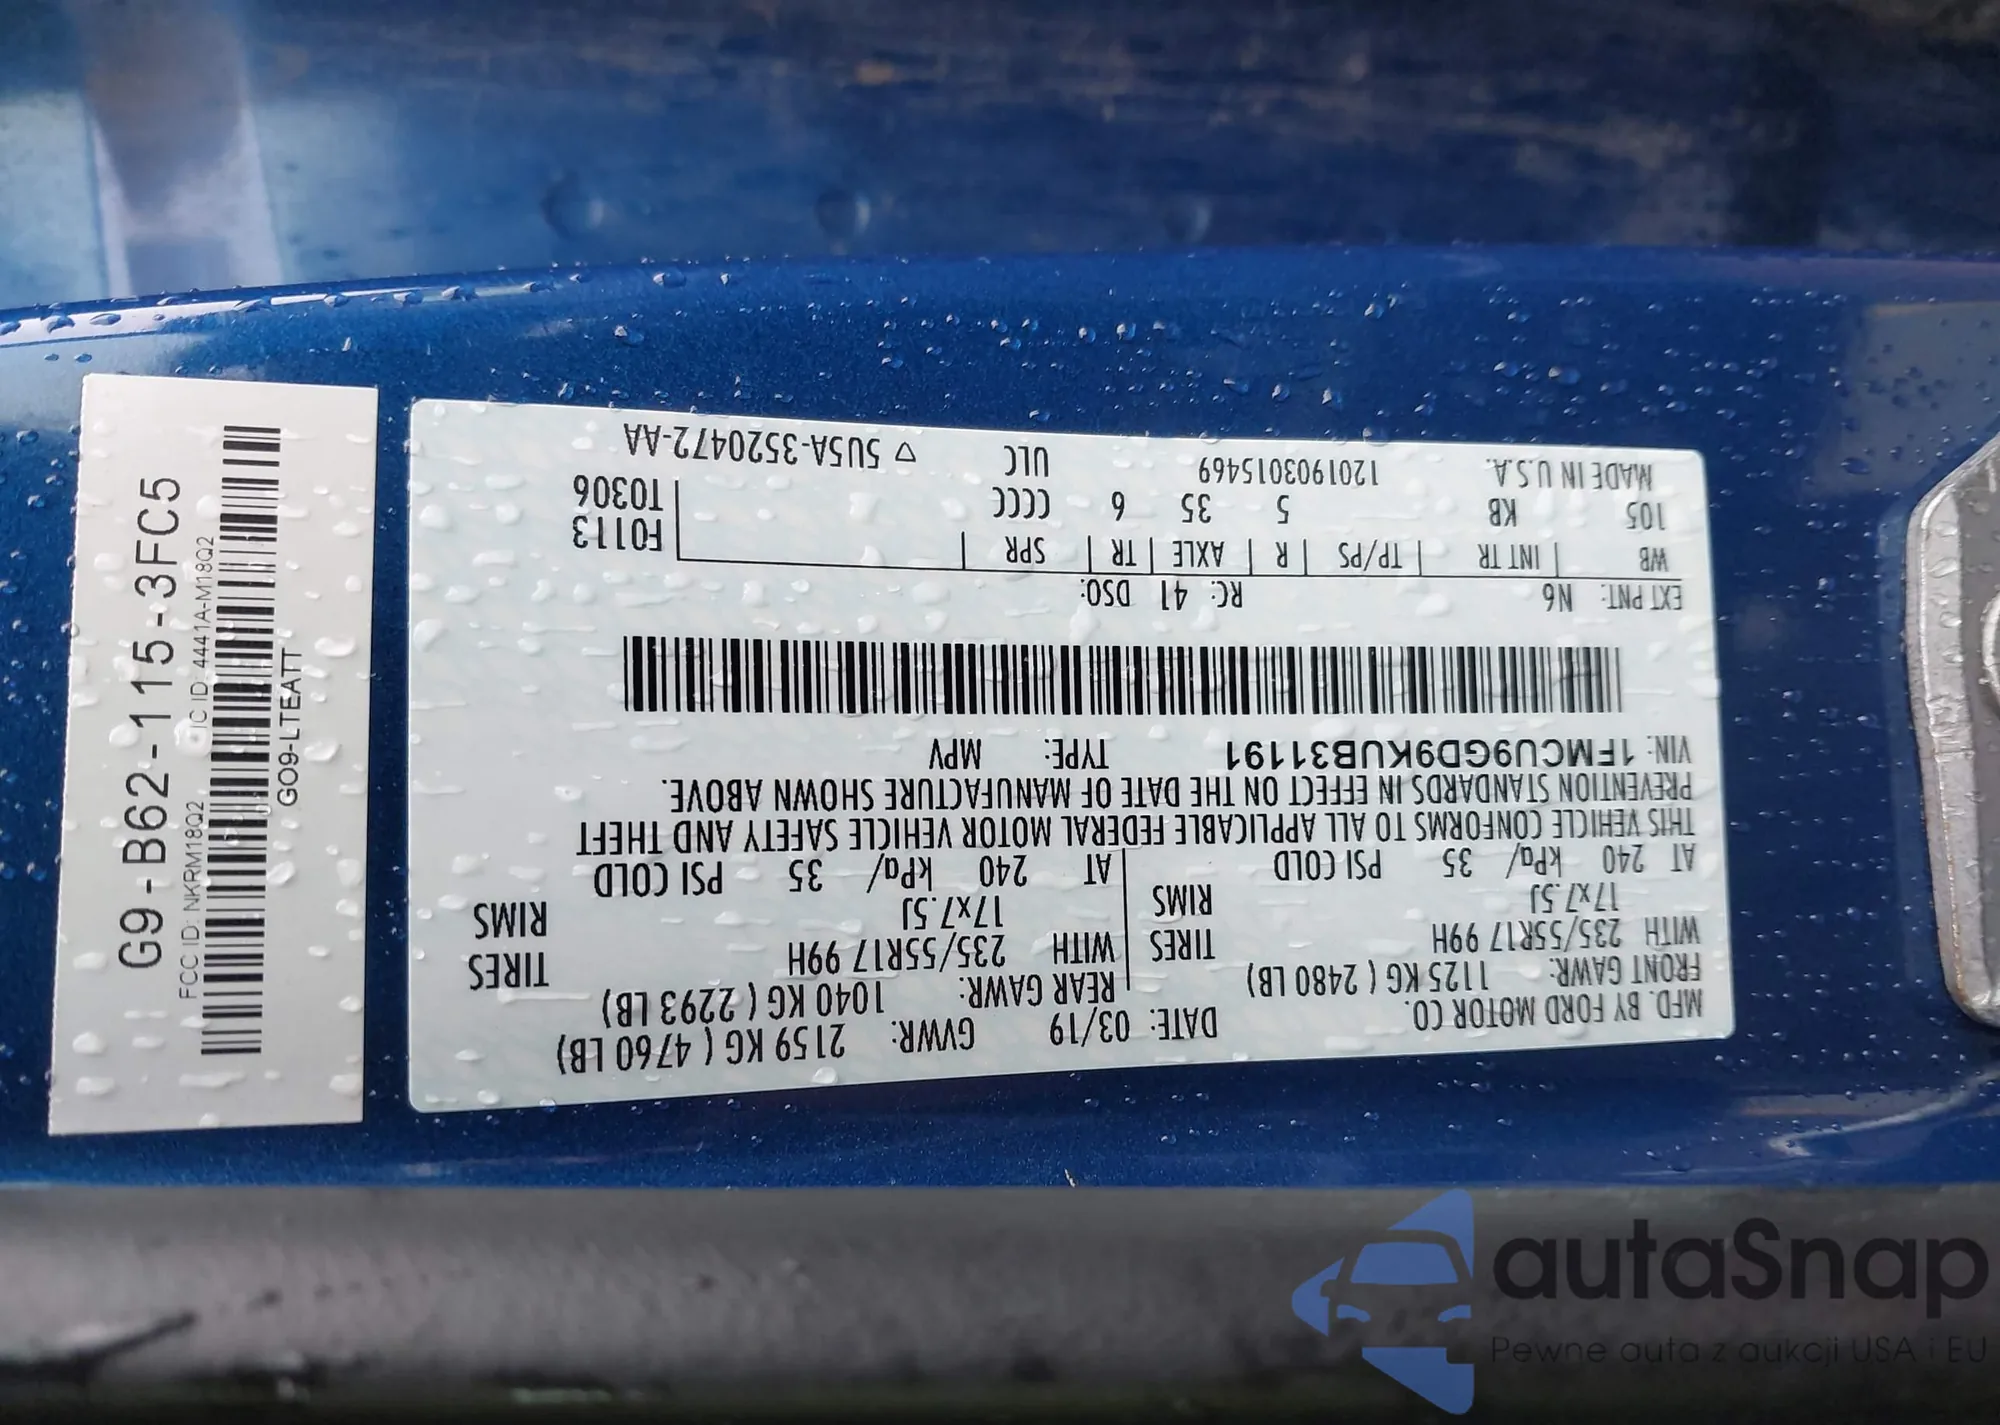 MFD. BY FORD MOTOR CO.
DATE: 03/19 GVWR: 2159 KG ( 4760 LB)
FRONT GAWR: 1125 KG ( 2480 LB) REAR GAWR: 1040 KG ( 2293 LB)
WITH 235/55R17 99H TIRES WITH 235/55R17 99H TIRES
17x7.5J RIMS 17x7.5J RIMS
AT 240 kPa/ 35 PSI COLD AT 240 kPa/ 35 PSI COLD
THIS VEHICLE CONFORMS TO ALL APPLICABLE FEDERAL MOTOR VEHICLE SAFETY AND THEFT
PREVENTION STANDARDS IN EFFECT ON THE DATE OF MANUFACTURE SHOWN ABOVE.
VIN: 1FMCU9GD9KUB31191 TYPE: MPV
EXT PNT: N6 RC: 41 DSO:
WB | INT TR | TP/PS | R | AXLE | TR | SPR | F0113
105 KB 5 35 6 CCCC T0306
MADE IN U.S.A. 1201903015469 ULC ▽ 5U5A-3520472-AA
G9-B62-115-3FC5
FCC ID: NKRM18Q2 IC ID 4441A-M18Q2
GO9-LTEATT
autaSnap
Pewne auta z aukcji USA i EU